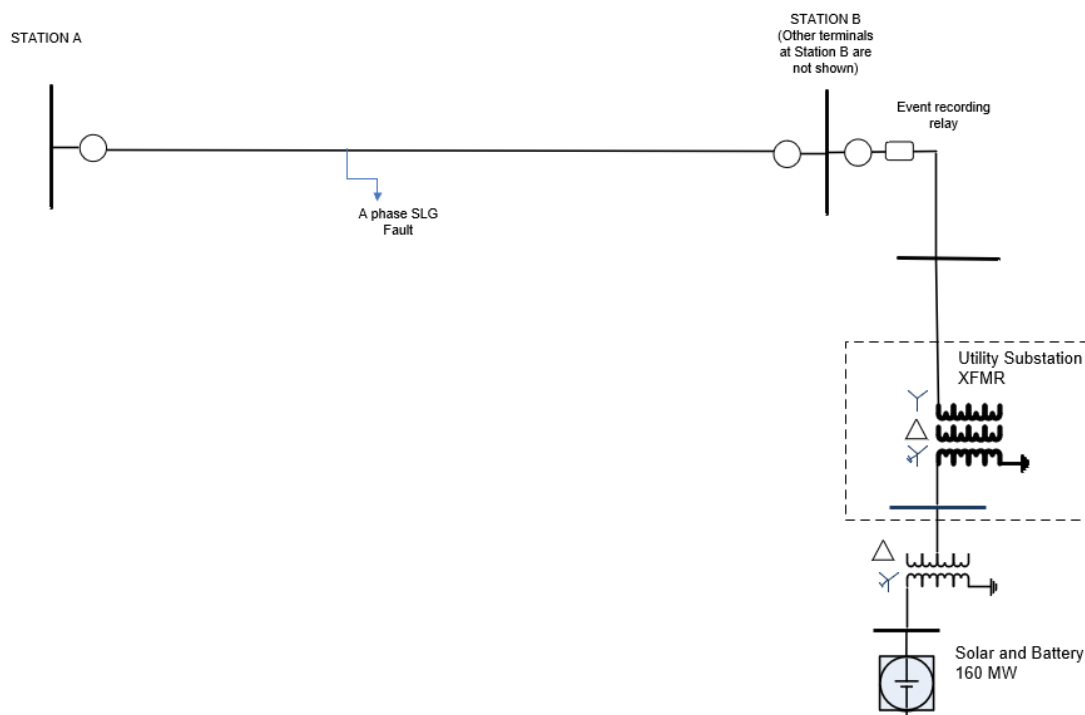 STATION A
STATION B
(Other terminals
at Station B are
not shown)
Event recording
relay
A phase SLG
Fault
Utility Substation
XFMR
Solar and Battery
160 MW